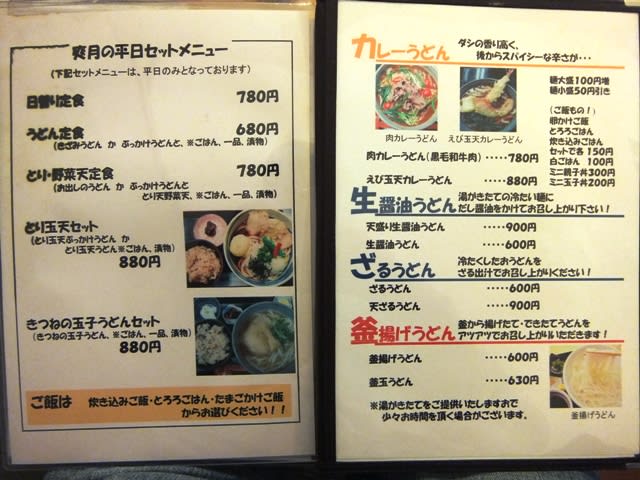 爽月の平日セットメニュー
(下記セットメニューは、平日のみとなっております)
日替り定食 780円
うどん定食 680円
(きざみうどん か ぶっかけうどんと、※ごはん、一品、漬物)
とり・野菜天定食 780円
(お出しのうどん か ぶっかけうどんと
とり天野菜天、※ごはん、一品、漬物)
とり玉天セット
(とり玉天ぶっかけうどん か
とり玉天うどん※ごはん、漬物)
880円
きつねの玉子うどんセット
(きつねの玉子うどん、※ごはん、一品、漬物)
880円
ご飯は 炊き込みご飯・とろろごはん・たまごかけご飯
からお選びください！！
カレーうどん
ダシの香り高く、
後からスパイシーな辛さが・・・
麺大盛100円増
麺小盛50円引き
肉カレーうどん
えび玉天カレーうどん
(ご飯もの！)
卵かけご飯
とろろごはん
炊き込みごはん
セットで各 150円
白ごはん 100円
ミニ親子丼 300円
ミニ玉子丼 200円
肉カレーうどん(黒毛和牛肉) ・・・・・780円
えび玉天カレーうどん ・・・・・880円
生醤油うどん
湯がきたての冷たい麺に
だし醤油をかけてお召し上がり下さい！
天盛り生醤油うどん ・・・・・900円
生醤油うどん ・・・・・600円
ざるうどん
冷たくしたおうどんを
ざる出汁でお召し上がりください！
ざるうどん ・・・・・600円
天ざるうどん ・・・・・900円
釜揚げうどん
釜から揚げたて・できたてうどんを
アツアツでお召し上がりいただきます！
釜揚げうどん ・・・・・600円
釜玉うどん ・・・・・630円
※湯がきたてをご提供いたしますので
少々お時間を頂く場合がございます。
釜揚げうどん